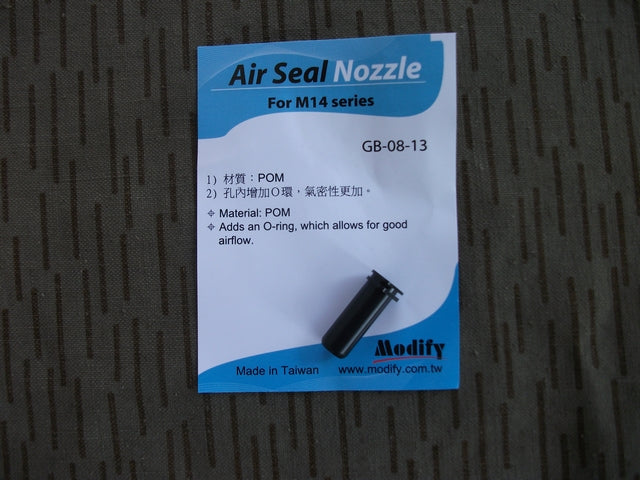 Air Seal Nozzle
For M14 series
GB-08-13
1) 材質：POM
2) 孔內增加O環，氣密性更加。
Material: POM
Adds an O-ring, which allows for good
airflow.
Modify
Made in Taiwan www.modify.com.tw